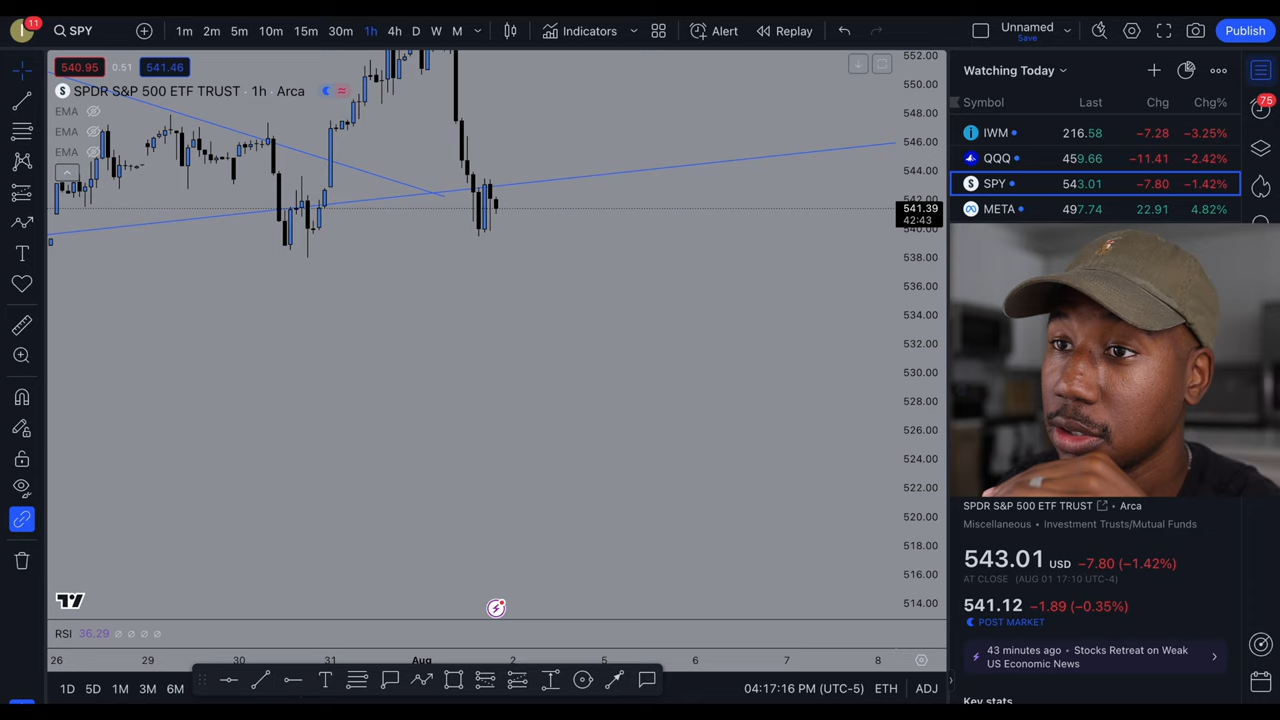 I 11 SPY 1m 2m 5m 10m 15m 30m 1h 4h D W M Indicators Alert Replay Unnamed Save Publish
540.95 0.51 541.46
S SPDR S&P 500 ETF TRUST · 1h · Arca
EMA
EMA
EMA
552.00
550.00
548.00
546.00
544.00
542.00
541.39
42:43
540.00
538.00
536.00
534.00
532.00
530.00
528.00
526.00
524.00
522.00
520.00
518.00
516.00
514.00
RSI 36.29
26 29 30 31 Aug 2 5 6 7 8
1D 5D 1M 3M 6M 04:17:16 PM (UTC-5) ETH ADJ
Watching Today
75
Symbol Last Chg Chg%
IWM 216.58 −7.28 −3.25%
QQQ 459.66 −11.41 −2.42%
S SPY 543.01 −7.80 −1.42%
META 497.74 22.91 4.82%
SPDR S&P 500 ETF TRUST · Arca
Miscellaneous · Investment Trusts/Mutual Funds
543.01 USD −7.80 (−1.42%)
AT CLOSE (AUG 01 17:10 UTC-4)
541.12 −1.89 (−0.35%)
POST MARKET
43 minutes ago · Stocks Retreat on Weak
US Economic News
Key stats